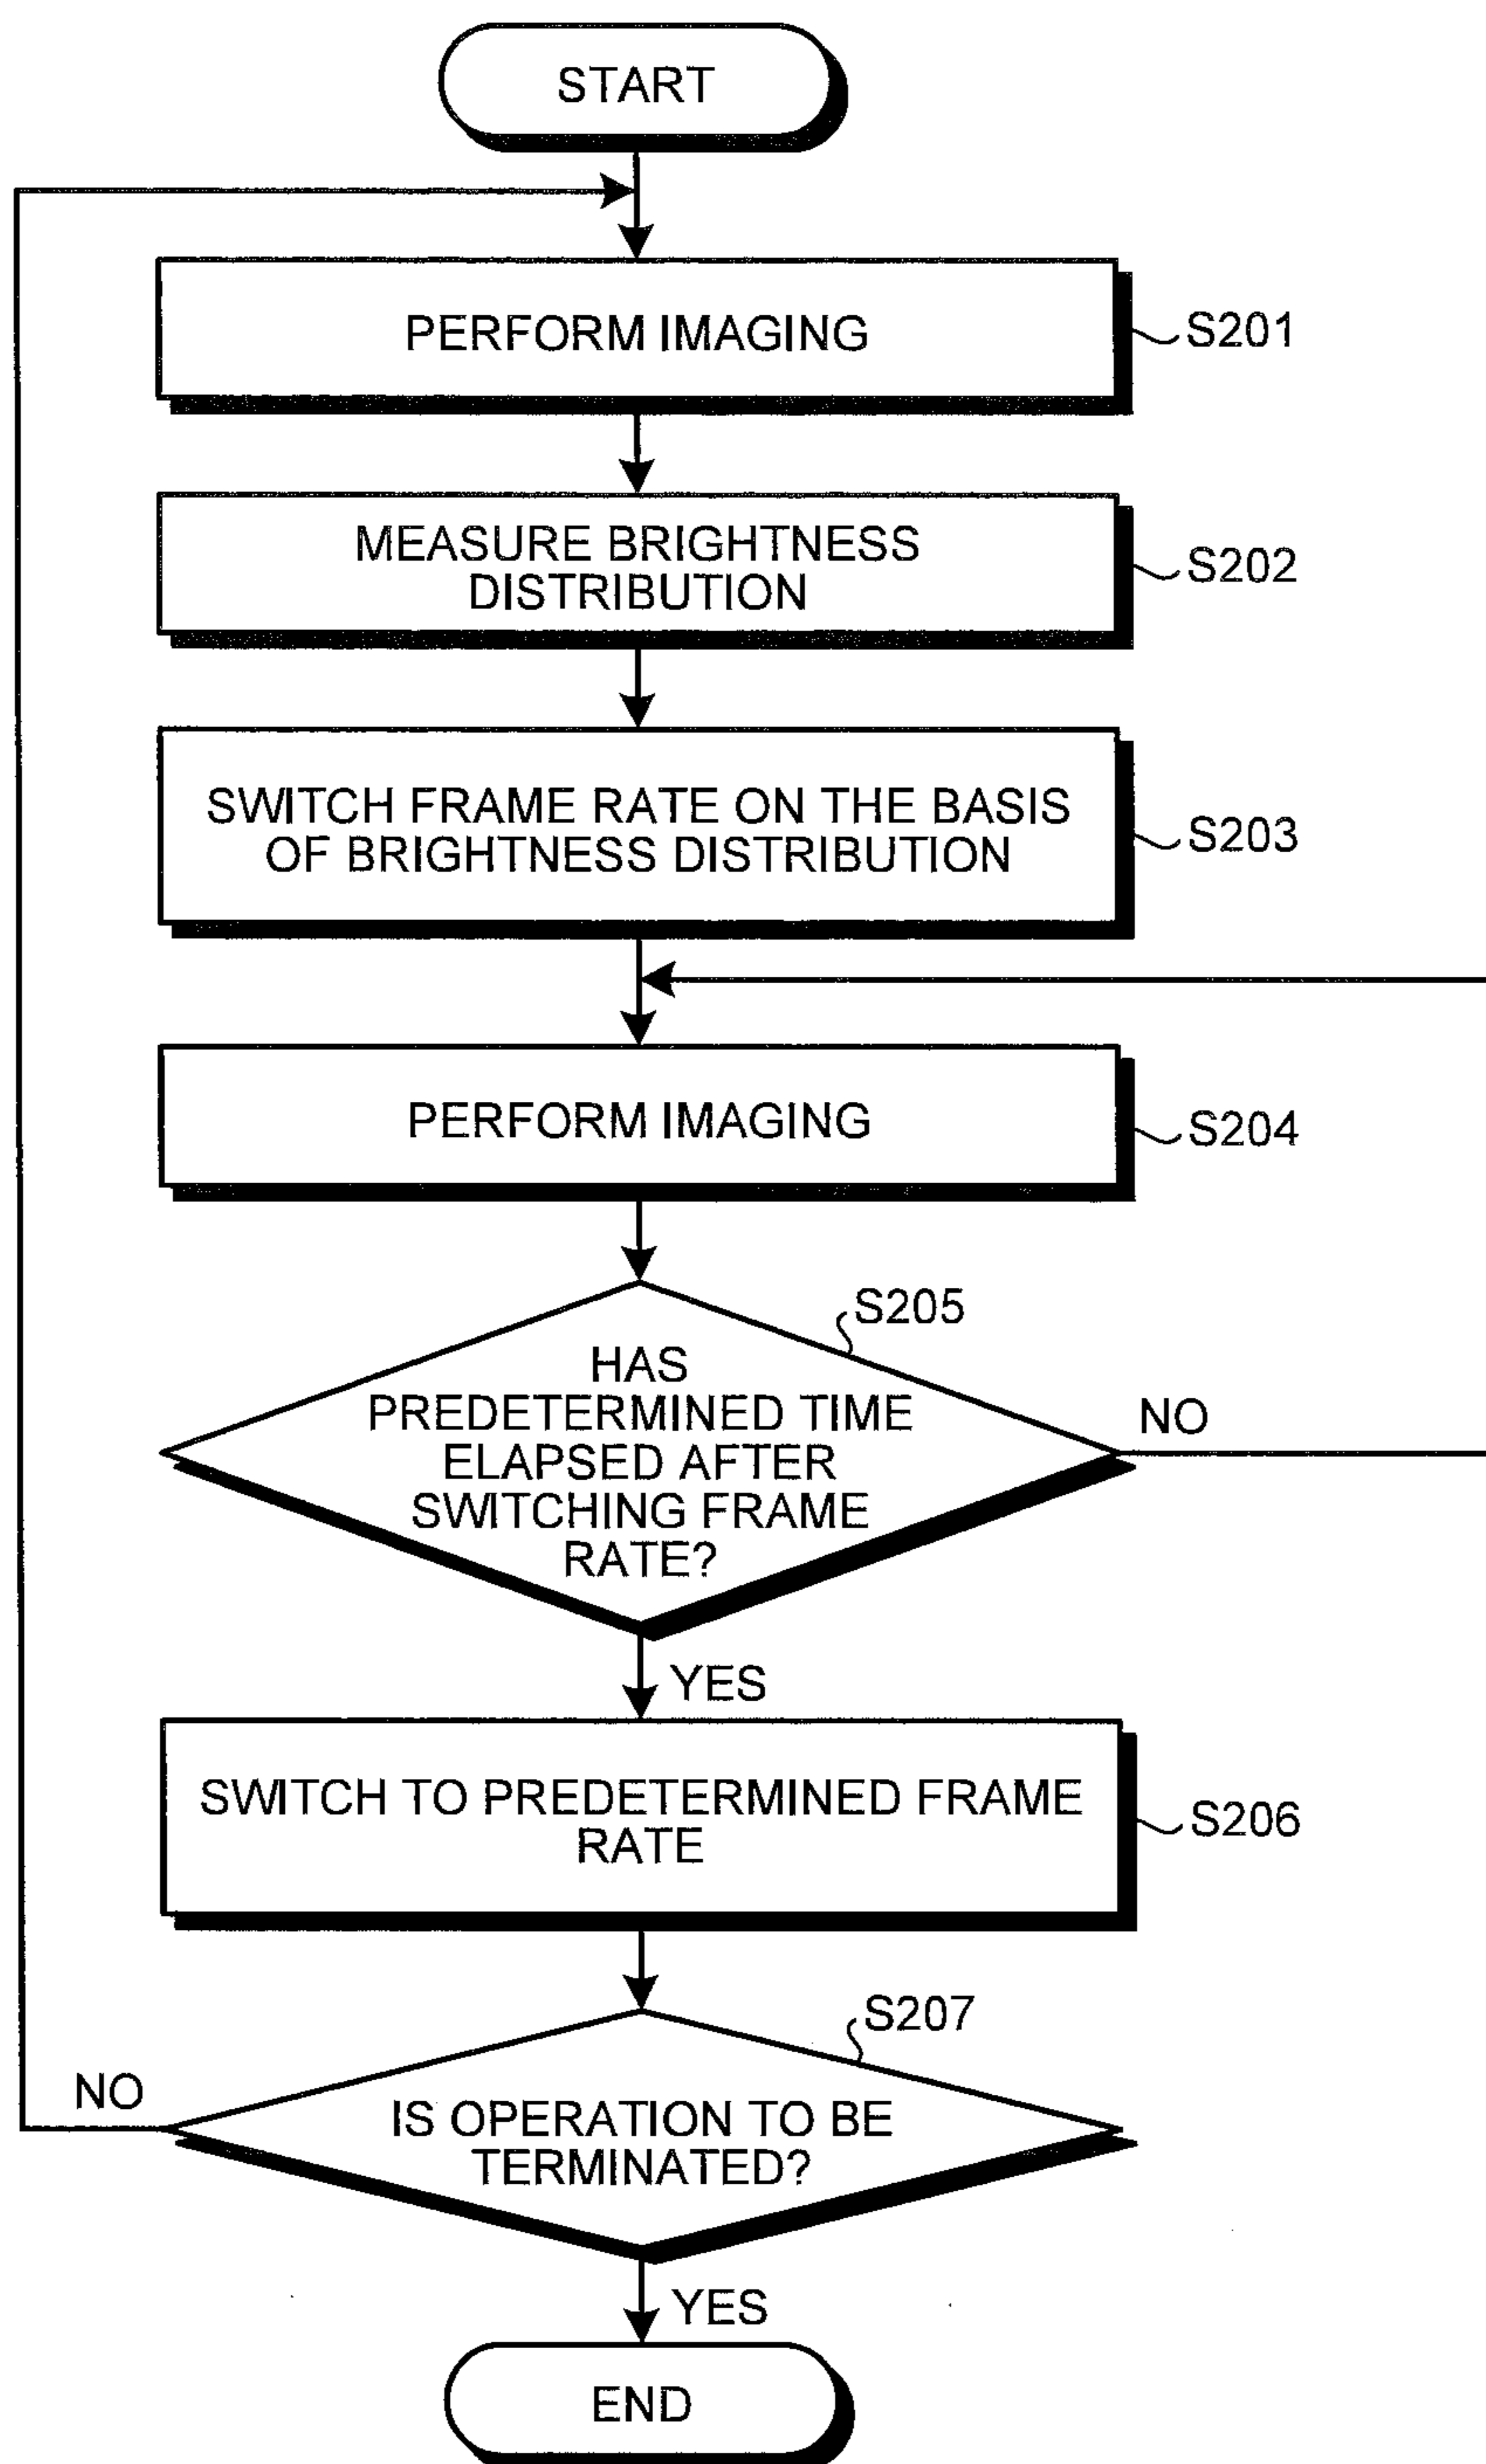 START
PERFORM IMAGING
S201
MEASURE BRIGHTNESS
DISTRIBUTION
S202
SWITCH FRAME RATE ON THE BASIS
OF BRIGHTNESS DISTRIBUTION
S203
PERFORM IMAGING
S204
S205
HAS
PREDETERMINED TIME
ELAPSED AFTER
SWITCHING FRAME
RATE?
NO
YES
SWITCH TO PREDETERMINED FRAME
RATE
S206
S207
NO
IS OPERATION TO BE
TERMINATED?
YES
END